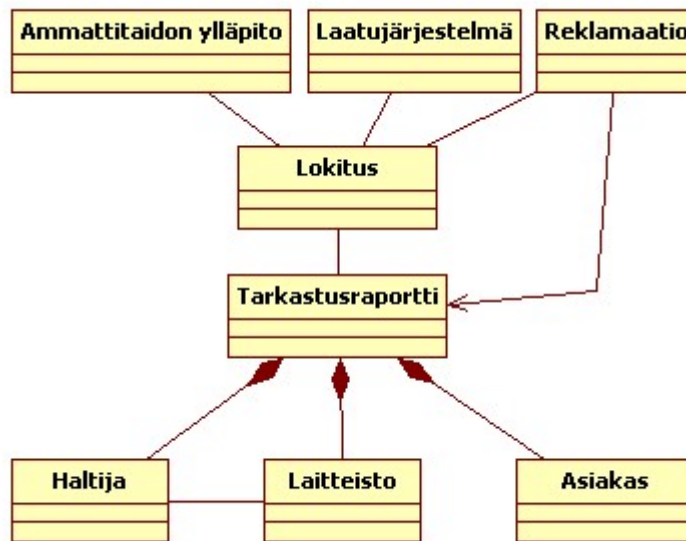 Ammattitaidon ylläpito
Laatujärjestelmä
Reklamaatio
Lokitus
Tarkastusraportti
Haltija
Laitteisto
Asiakas